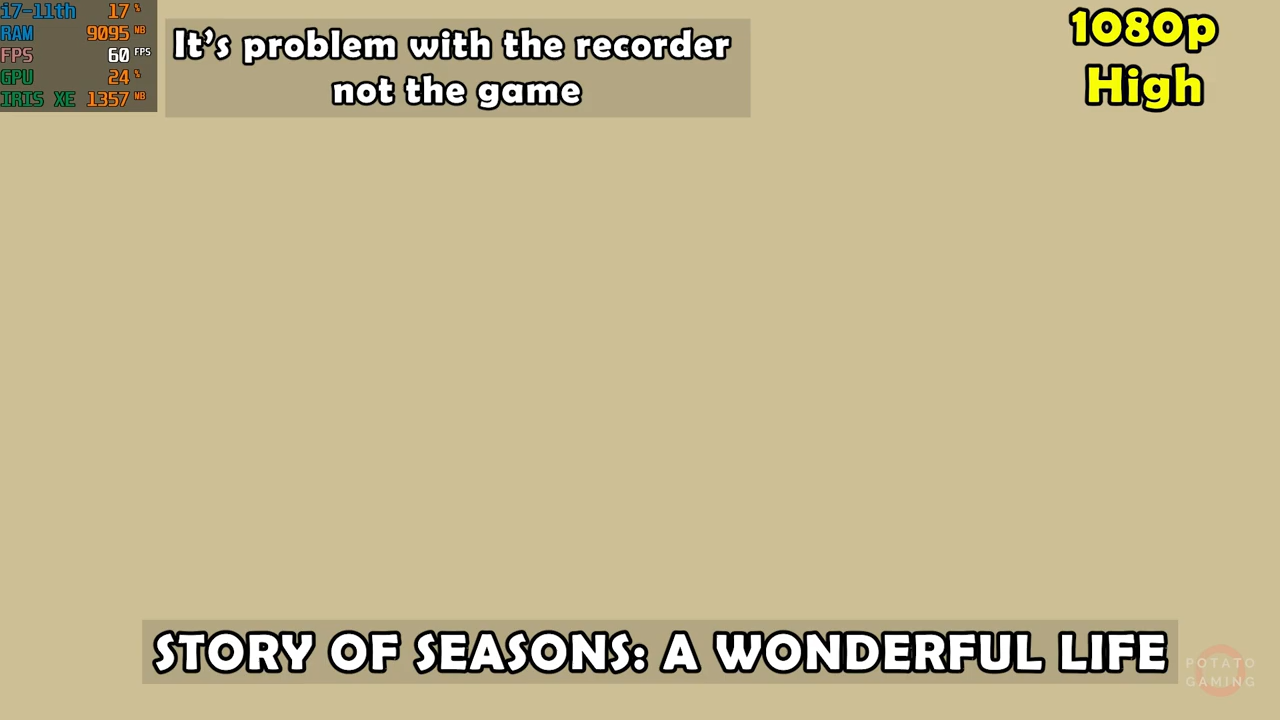 i7-11th 17 %
RAM 9095 MB
FPS 60 FPS
GPU 24 %
IRIS XE 1357 MB
It's problem with the recorder
not the game
1080p
High
STORY OF SEASONS: A WONDERFUL LIFE
POTATO
GAMING